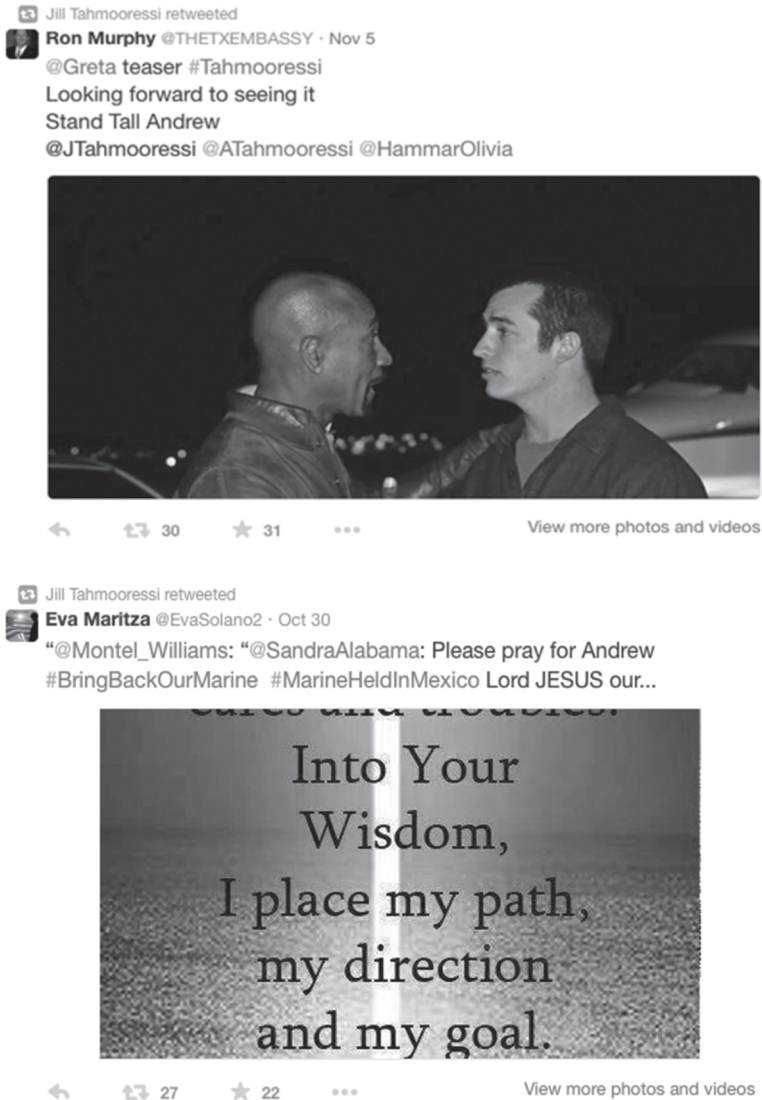 Jill Tahmooressi retweeted
Ron Murphy @THETXEMBASSY · Nov 5
@Greta teaser #Tahmooressi
Looking forward to seeing it
Stand Tall Andrew
@JTahmooressi @ATahmooressi @HammarOlivia
30 31 View more photos and videos
Jill Tahmooressi retweeted
Eva Maritza @EvaSolano2 · Oct 30
“@Montel_Williams: “@SandraAlabama: Please pray for Andrew
#BringBackOurMarine #MarineHeldInMexico Lord JESUS our...
cares and troubles.
Into Your
Wisdom,
I place my path,
my direction
and my goal.
27 22 View more photos and videos